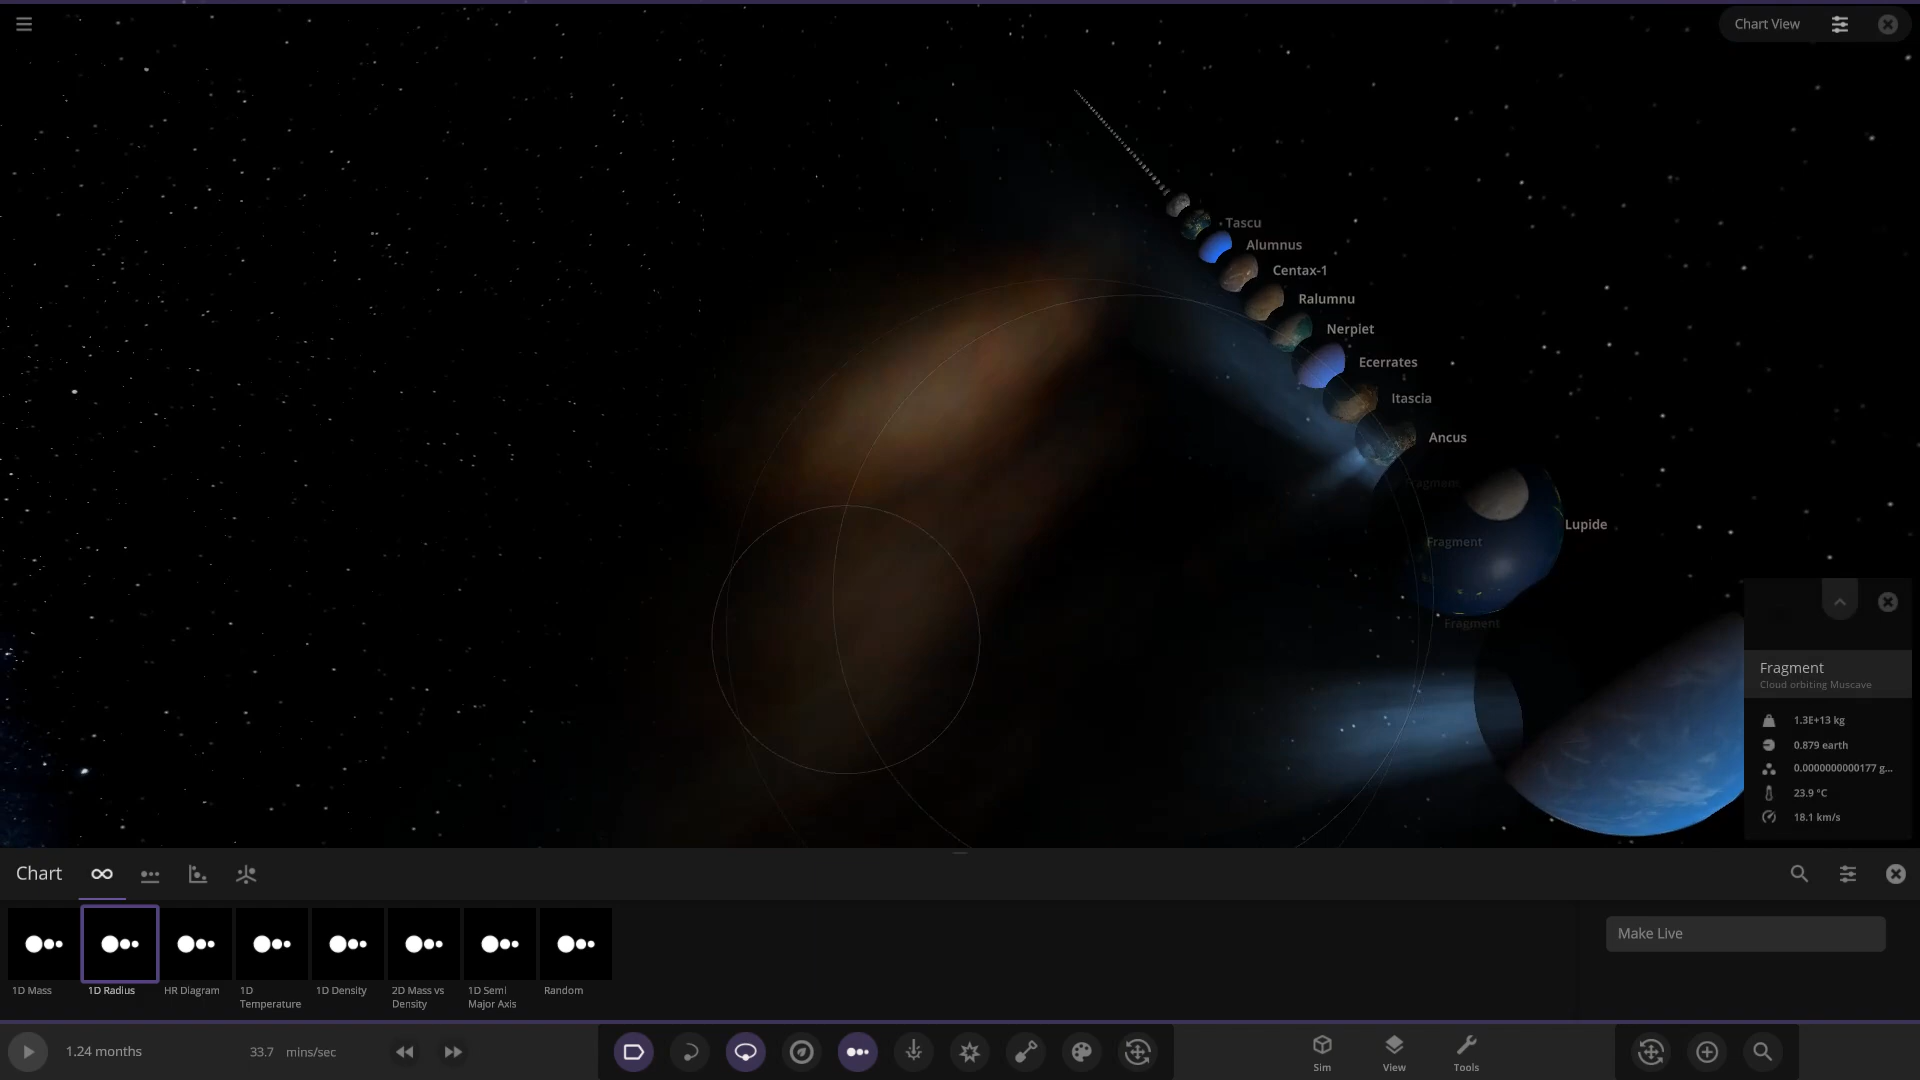 Chart View
Tascu
Alumnus
Centax-1
Ralumnu
Nerpiet
Ecerrates
Itascia
Ancus
Fragment
Lupide
Fragment
Fragment
Fragment
Cloud orbiting Muscave
1.3E+13 kg
0.879 earth
0.0000000000177 g...
23.9 °C
18.1 km/s
Chart
Make Live
1D Mass
1D Radius
HR Diagram
1D
Temperature
1D Density
2D Mass vs
Density
1D Semi
Major Axis
Random
1.24 months
33.7 mins/sec
Sim
View
Tools